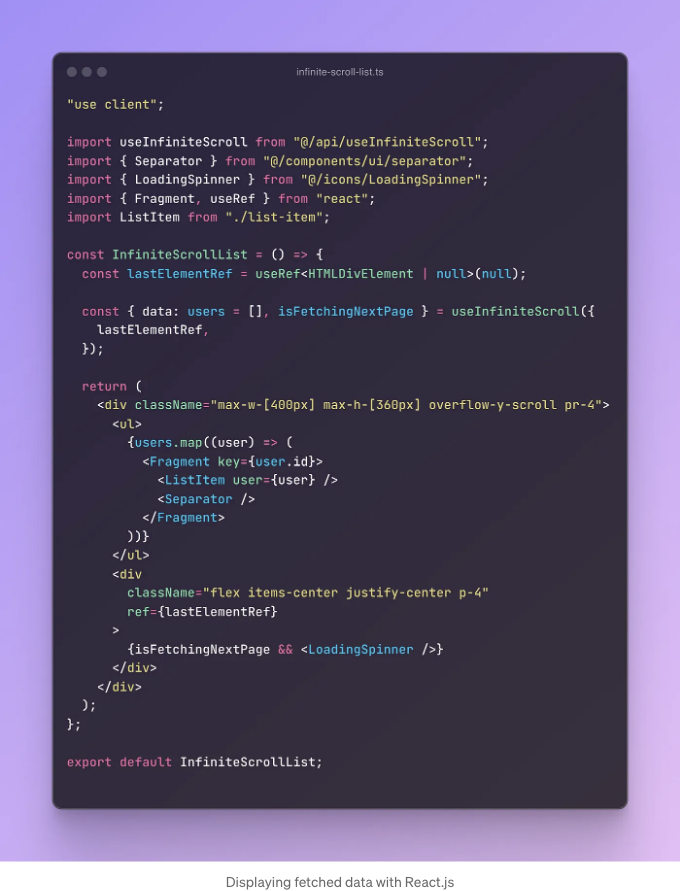 infinite-scroll-list.ts
"use client";
import useInfiniteScroll from "@/api/useInfiniteScroll";
import { Separator } from "@/components/ui/separator";
import { LoadingSpinner } from "@/icons/LoadingSpinner";
import { Fragment, useRef } from "react";
import ListItem from "./list-item";
const InfiniteScrollList = () => {
  const lastElementRef = useRef<HTMLDivElement | null>(null);
  const { data: users = [], isFetchingNextPage } = useInfiniteScroll({
    lastElementRef,
  });
  return (
    <div className="max-w-[400px] max-h-[360px] overflow-y-scroll pr-4">
      <ul>
        {users.map((user) => (
          <Fragment key={user.id}>
            <ListItem user={user} />
            <Separator />
          </Fragment>
        ))}
      </ul>
      <div
        className="flex items-center justify-center p-4"
        ref={lastElementRef}
      >
        {isFetchingNextPage && <LoadingSpinner />}
      </div>
    </div>
  );
};
export default InfiniteScrollList;
Displaying fetched data with React.js